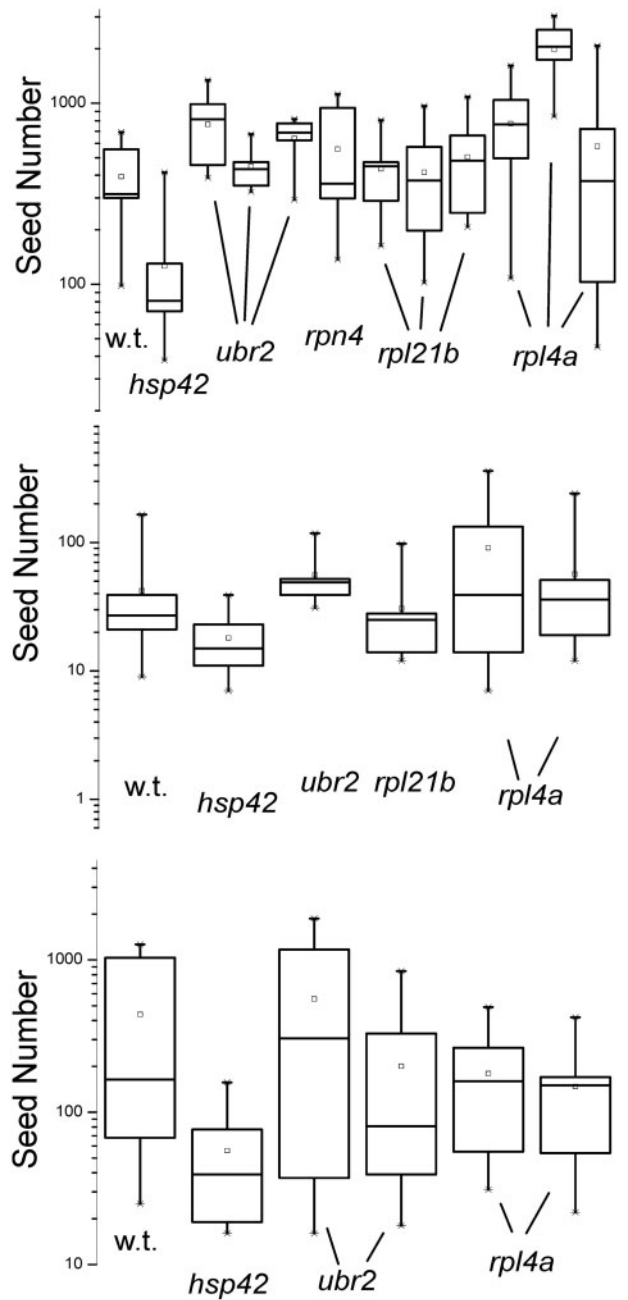 Seed Number
1000
100
w.t.
hsp42
ubr2
rpn4
rpl21b
rpl4a
Seed Number
100
10
1
w.t.
hsp42
ubr2
rpl21b
rpl4a
Seed Number
1000
100
10
w.t.
hsp42
ubr2
rpl4a